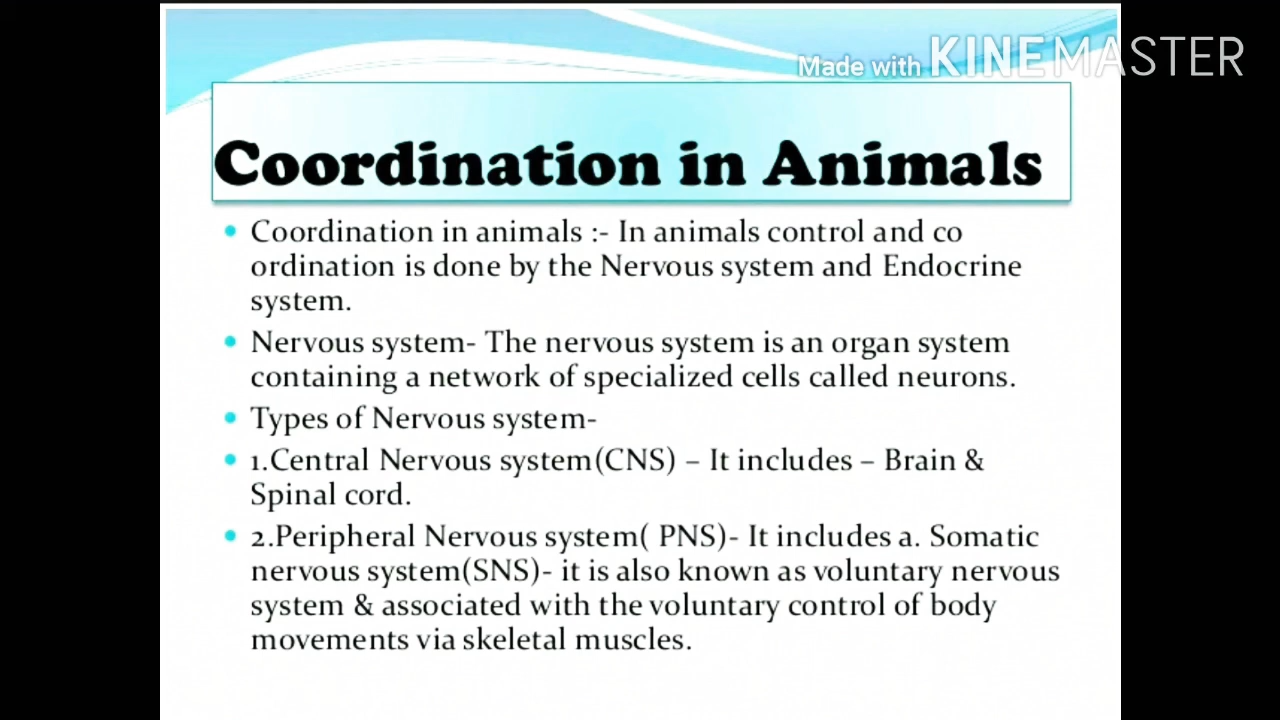 Made with KINEMASTER
Coordination in Animals
• Coordination in animals :- In animals control and co
ordination is done by the Nervous system and Endocrine
system.
• Nervous system- The nervous system is an organ system
containing a network of specialized cells called neurons.
• Types of Nervous system-
• 1.Central Nervous system(CNS) – It includes – Brain &
Spinal cord.
• 2.Peripheral Nervous system( PNS)- It includes a. Somatic
nervous system(SNS)- it is also known as voluntary nervous
system & associated with the voluntary control of body
movements via skeletal muscles.